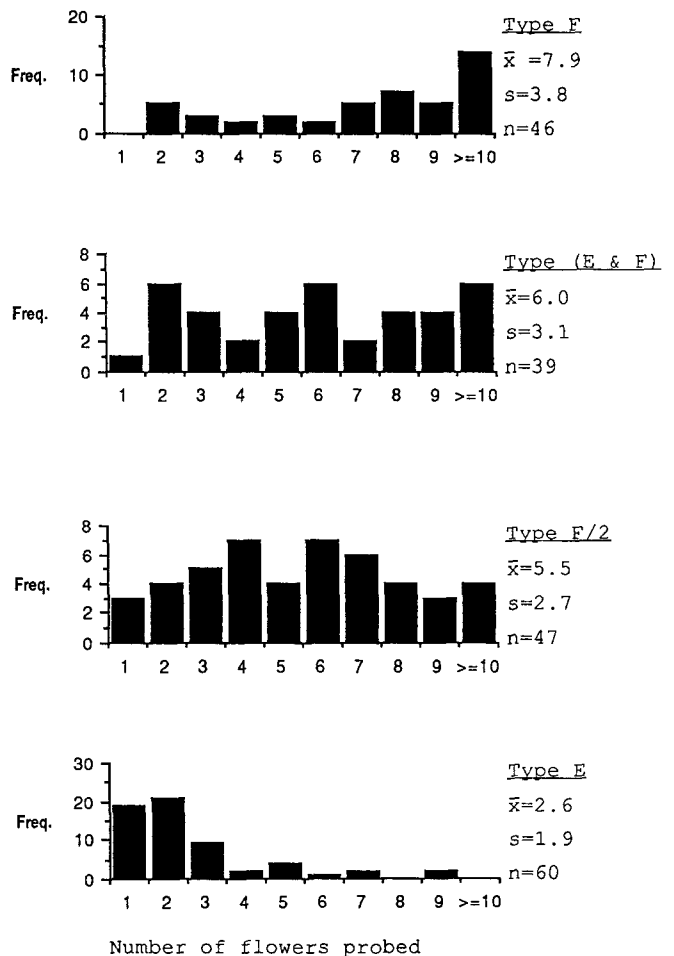 20
Type F
x̄ =7.9
Freq. 10
s=3.8
0
n=46
1 2 3 4 5 6 7 8 9 >=10
8
Type (E & F)
6
x̄=6.0
Freq. 4
s=3.1
2
0
n=39
1 2 3 4 5 6 7 8 9 >=10
8
Type F/2
6
x̄=5.5
Freq. 4
s=2.7
2
0
n=47
1 2 3 4 5 6 7 8 9 >=10
30
Type E
20
x̄=2.6
Freq.
10
s=1.9
0
n=60
1 2 3 4 5 6 7 8 9 >=10
Number of flowers probed